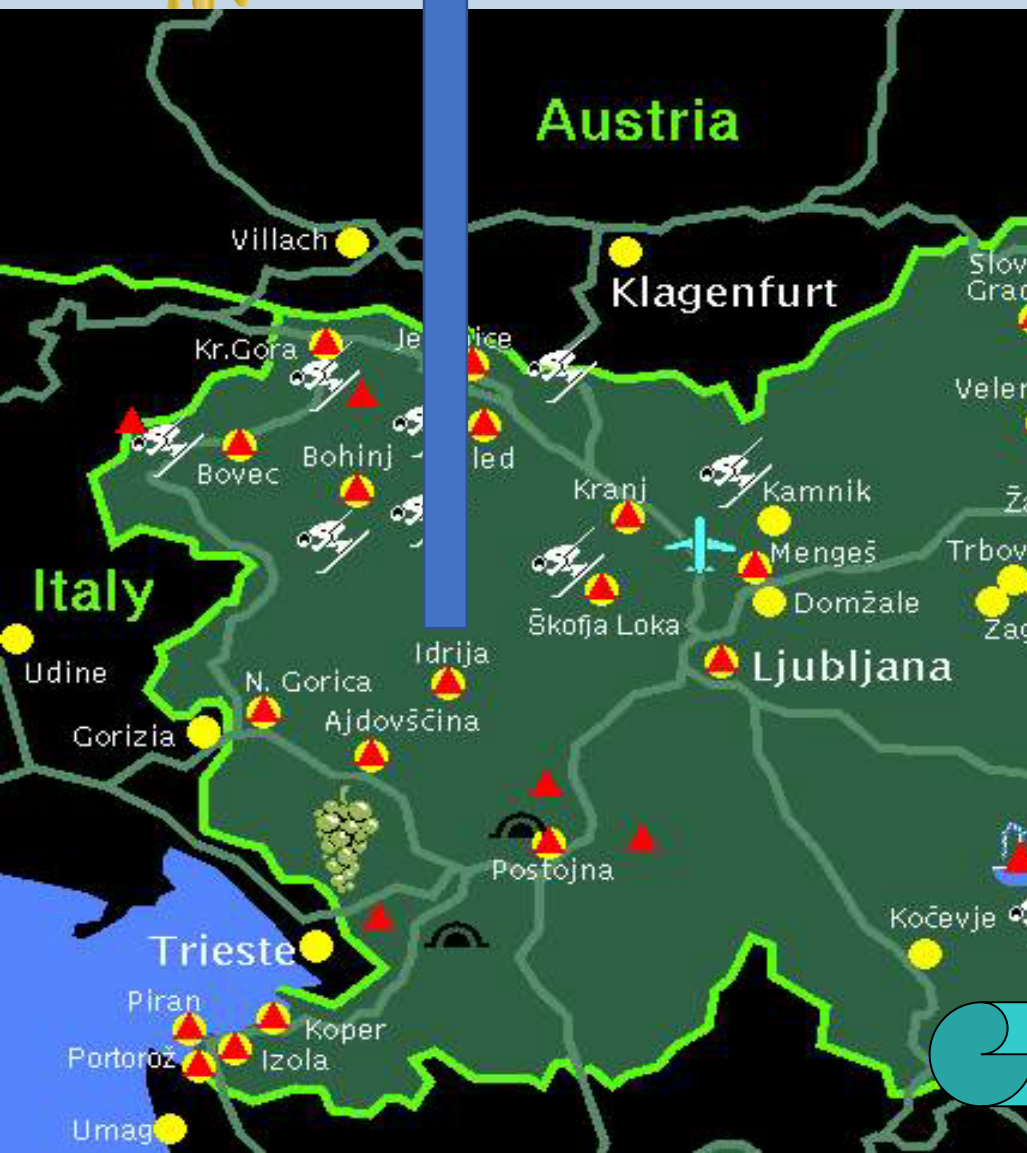 Austria
Villach
Klagenfurt
Kr.Gora
Bovec
Bohinj
Kranj
Kamnik
Mengeš
Domžale
Škofja Loka
Italy
Udine
Idrija
Ljubljana
N. Gorica
Ajdovščina
Gorizia
Postojna
Kočevje
Trieste
Piran
Koper
Portorož
Izola
Umag